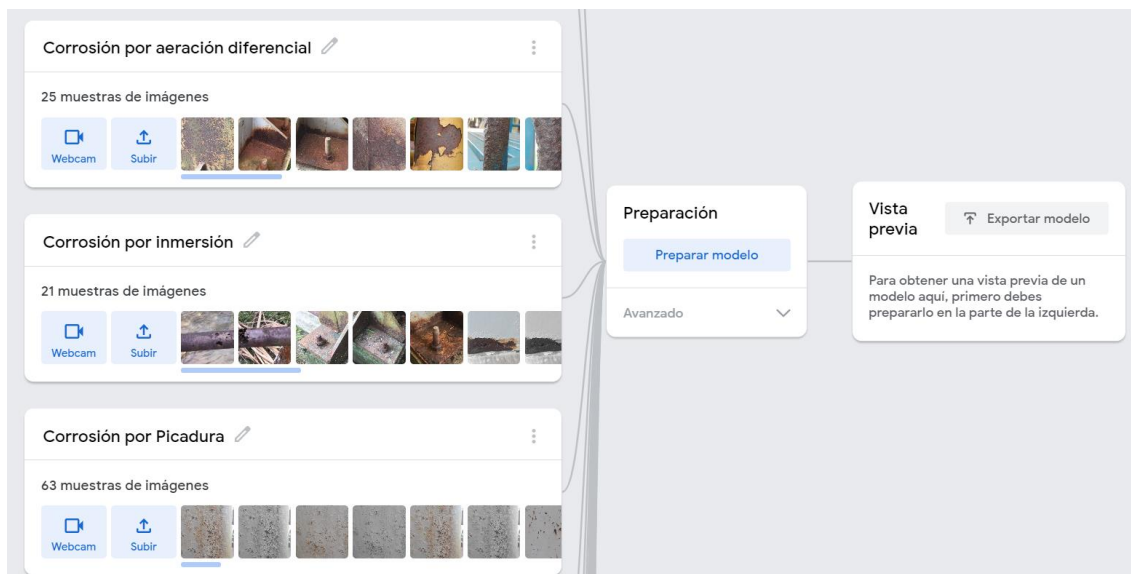 Corrosión por aeración diferencial
25 muestras de imágenes
Webcam
Subir
Corrosión por inmersión
21 muestras de imágenes
Webcam
Subir
Corrosión por Picadura
63 muestras de imágenes
Webcam
Subir
Preparación
Preparar modelo
Avanzado
Vista
previa
Exportar modelo
Para obtener una vista previa de un
modelo aquí, primero debes
prepararlo en la parte de la izquierda.